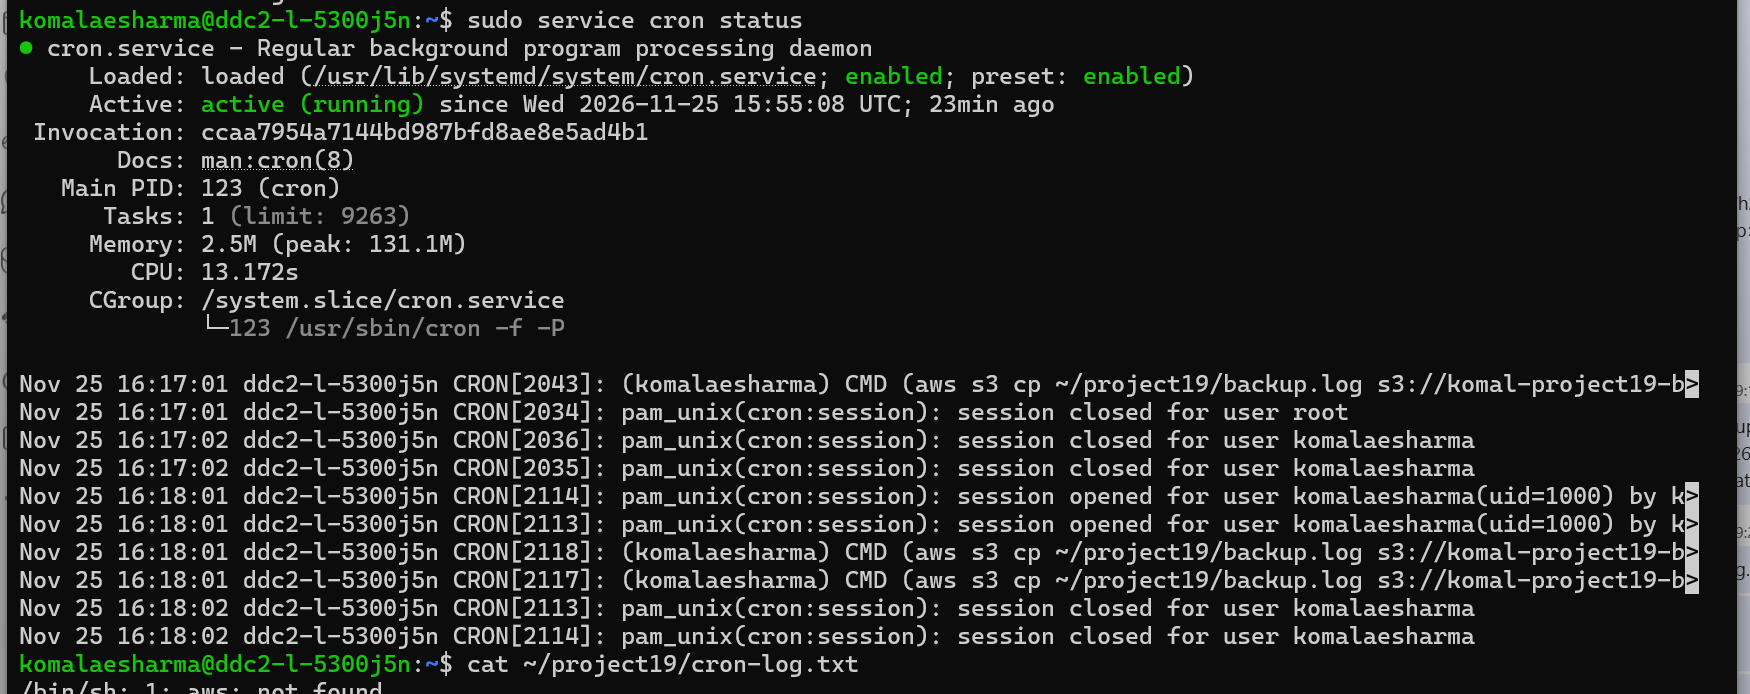 komalaesharma@ddc2-l-5300j5n:~$ sudo service cron status
● cron.service - Regular background program processing daemon
     Loaded: loaded (/usr/lib/systemd/system/cron.service; enabled; preset: enabled)
     Active: active (running) since Wed 2026-11-25 15:55:08 UTC; 23min ago
 Invocation: ccaa7954a7144bd987bfd8ae8e5ad4b1
       Docs: man:cron(8)
   Main PID: 123 (cron)
      Tasks: 1 (limit: 9263)
     Memory: 2.5M (peak: 131.1M)
        CPU: 13.172s
     CGroup: /system.slice/cron.service
             └─123 /usr/sbin/cron -f -P

Nov 25 16:17:01 ddc2-l-5300j5n CRON[2043]: (komalaesharma) CMD (aws s3 cp ~/project19/backup.log s3://komal-project19-b>
Nov 25 16:17:01 ddc2-l-5300j5n CRON[2034]: pam_unix(cron:session): session closed for user root
Nov 25 16:17:02 ddc2-l-5300j5n CRON[2036]: pam_unix(cron:session): session closed for user komalaesharma
Nov 25 16:17:02 ddc2-l-5300j5n CRON[2035]: pam_unix(cron:session): session closed for user komalaesharma
Nov 25 16:18:01 ddc2-l-5300j5n CRON[2114]: pam_unix(cron:session): session opened for user komalaesharma(uid=1000) by k>
Nov 25 16:18:01 ddc2-l-5300j5n CRON[2113]: pam_unix(cron:session): session opened for user komalaesharma(uid=1000) by k>
Nov 25 16:18:01 ddc2-l-5300j5n CRON[2118]: (komalaesharma) CMD (aws s3 cp ~/project19/backup.log s3://komal-project19-b>
Nov 25 16:18:01 ddc2-l-5300j5n CRON[2117]: (komalaesharma) CMD (aws s3 cp ~/project19/backup.log s3://komal-project19-b>
Nov 25 16:18:02 ddc2-l-5300j5n CRON[2113]: pam_unix(cron:session): session closed for user komalaesharma
Nov 25 16:18:02 ddc2-l-5300j5n CRON[2114]: pam_unix(cron:session): session closed for user komalaesharma
komalaesharma@ddc2-l-5300j5n:~$ cat ~/project19/cron-log.txt
/bin/sh: 1: aws: not found